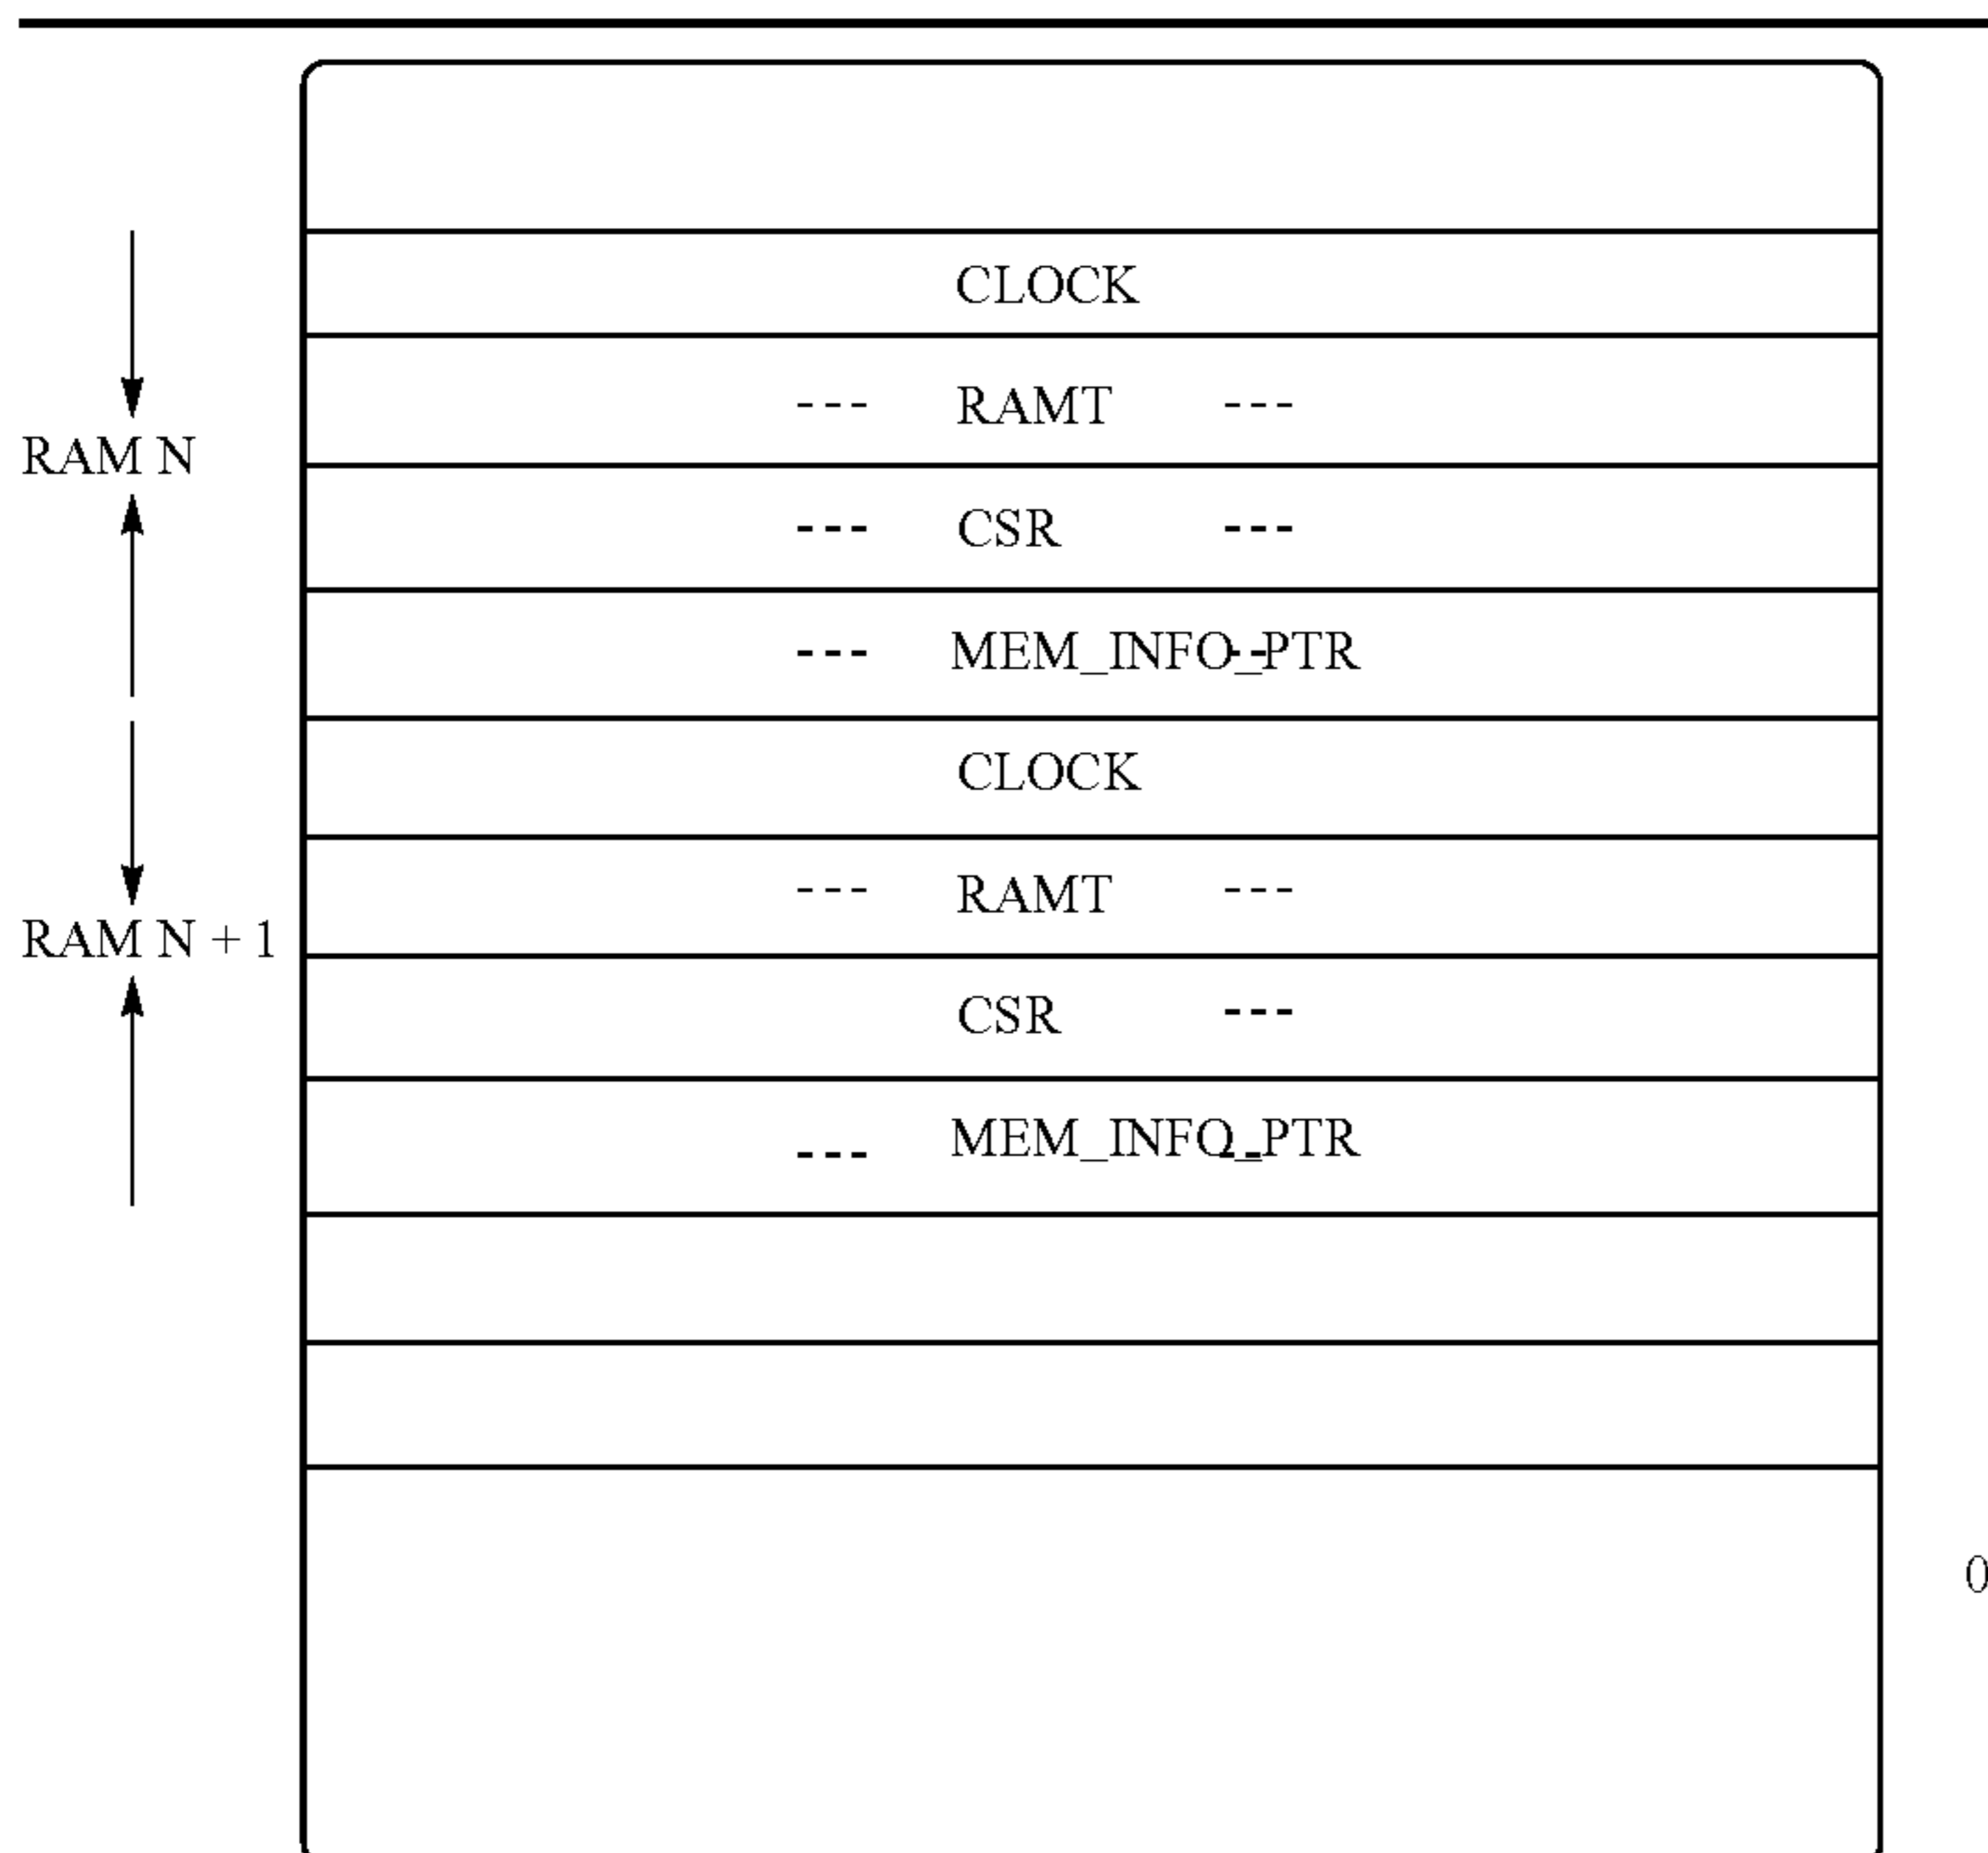 CLOCK
--- RAMT ---
RAM N
--- CSR ---
--- MEM_INFO_PTR --
CLOCK
--- RAMT ---
RAM N + 1
CSR ---
--- MEM_INFO_PTR --
0